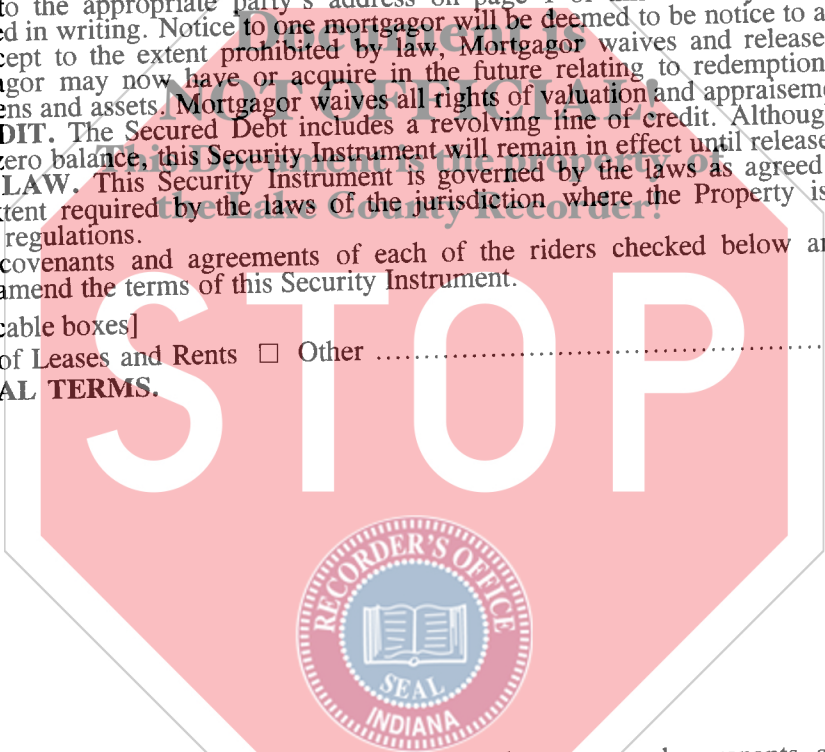 to the appropriate party's address on page 1 of
ed in writing. Notice to one mortgagor will be deemed to be notice to a
cept to the extent prohibited by law, Mortgagor waives and release
gor may now have or acquire in the future relating to redemption
ens and assets. Mortgagor waives all rights of valuation and appraiseme
DIT. The Secured Debt includes a revolving line of credit. Although
zero balance, this Security Instrument will remain in effect until release
LAW. This Security Instrument is governed by the laws as agreed
tent required by the laws of the jurisdiction where the Property is
regulations.
covenants and agreements of each of the riders checked below an
amend the terms of this Security Instrument.
cable boxes]
of Leases and Rents ☐ Other ..........................................................
AL TERMS.
Document is
NOT OFFICIAL!
This Document is the property of
the Lake County Recorder!
STOP
RECORDER'S OFFICE
SEAL
INDIANA